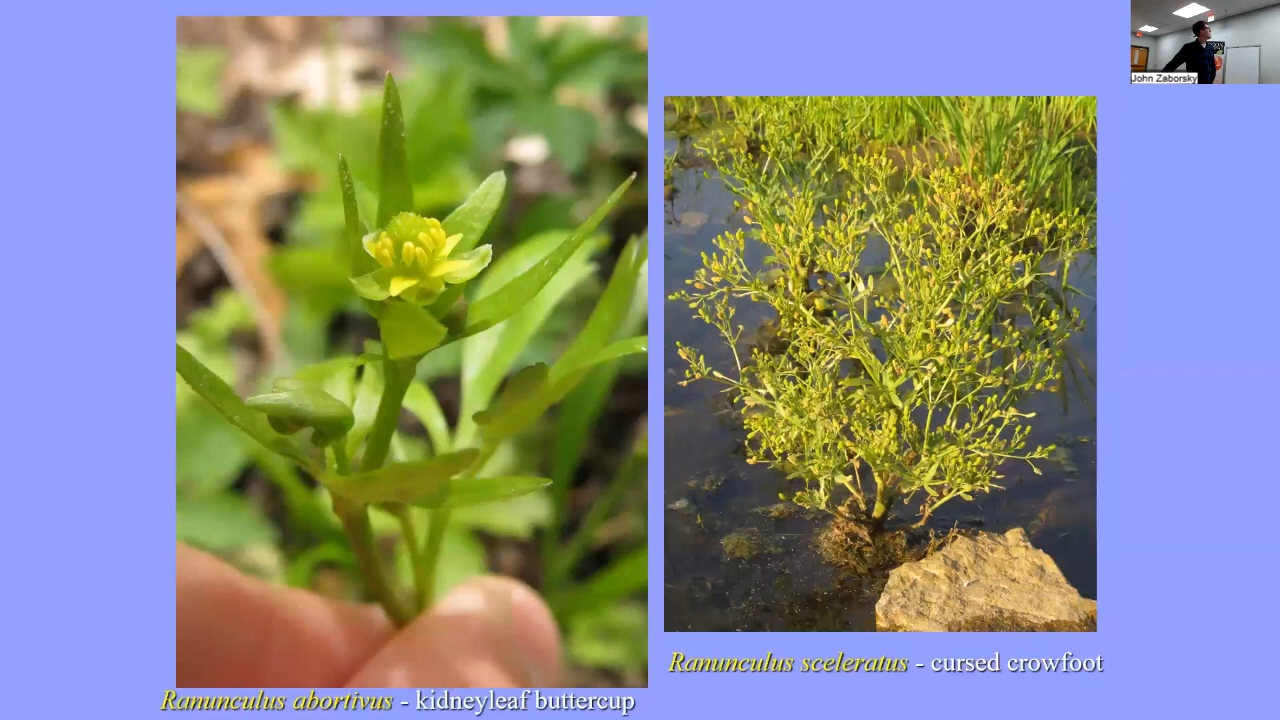 John Zaborsky
Ranunculus sceleratus - cursed crowfoot
Ranunculus abortivus - kidneyleaf buttercup